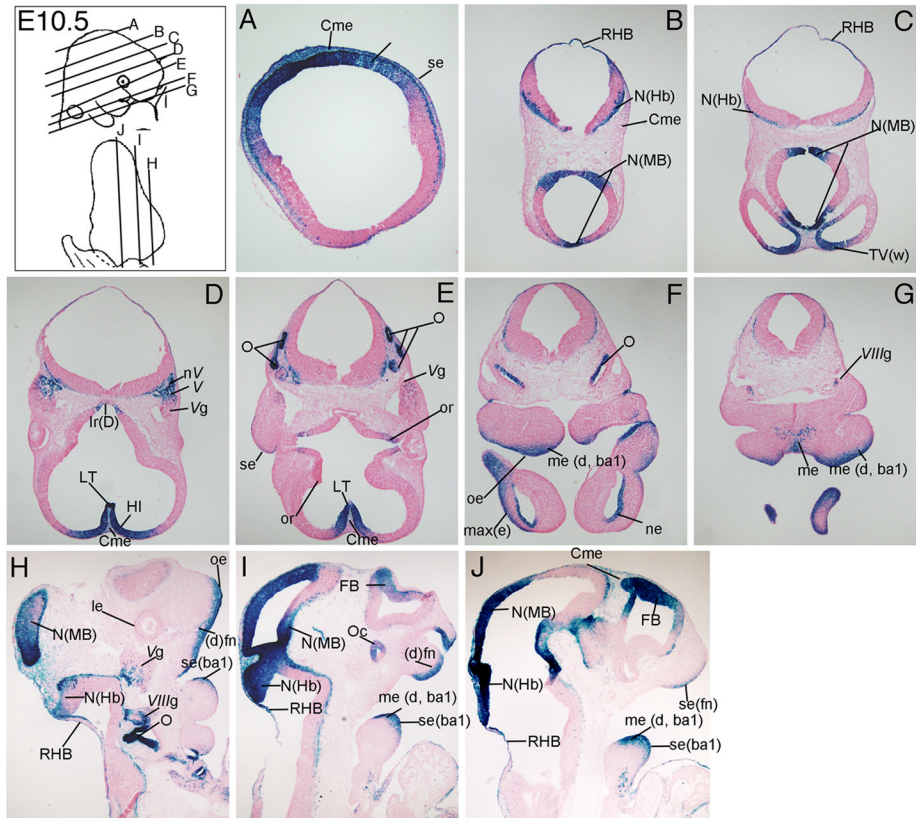 E10.5
A
B
C
D
E
F
G
I
J
I
H
A
Cme
se
B
RHB
N(Hb)
Cme
N(MB)
C
RHB
N(Hb)
N(MB)
TV(w)
D
nV
V
Vg
Ir(D)
LT
HI
Cme
E
O
O
Vg
or
se
LT
or
Cme
F
O
me (d, ba1)
oe
max(e)
ne
G
VIIIg
me
me (d, ba1)
H
oe
le
N(MB)
(d)fn
Vg
se(ba1)
N(Hb)
VIIIg
O
RHB
I
FB
N(MB)
Oc
(d)fn
N(Hb)
me (d, ba1)
se(ba1)
RHB
J
Cme
N(MB)
FB
N(Hb)
se(fn)
me (d, ba1)
se(ba1)
RHB